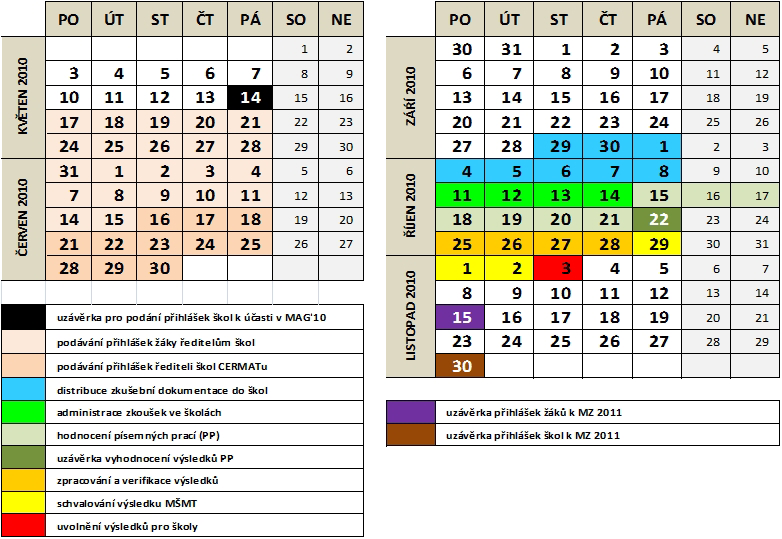 PO ÚT ST ČT PÁ SO NE
KVĚTEN 2010
1 2
3 4 5 6 7 8 9
10 11 12 13 14 15 16
17 18 19 20 21 22 23
24 25 26 27 28 29 30
ČERVEN 2010
31 1 2 3 4 5 6
7 8 9 10 11 12 13
14 15 16 17 18 19 20
21 22 23 24 25 26 27
28 29 30
uzávěrka pro podání přihlášek škol k účasti v MAG'10
podávání přihlášek žáky ředitelům škol
podávání přihlášek řediteli škol CERMATu
distribuce zkušební dokumentace do škol
administrace zkoušek ve školách
hodnocení písemných prací (PP)
uzávěrka vyhodnocení výsledků PP
zpracování a verifikace výsledků
schvalování výsledku MŠMT
uvolnění výsledků pro školy
PO ÚT ST ČT PÁ SO NE
ZÁŘÍ 2010
30 31 1 2 3 4 5
6 7 8 9 10 11 12
13 14 15 16 17 18 19
20 21 22 23 24 25 26
27 28 29 30 1 2 3
ŘÍJEN 2010
4 5 6 7 8 9 10
11 12 13 14 15 16 17
18 19 20 21 22 23 24
25 26 27 28 29 30 31
LISTOPAD 2010
1 2 3 4 5 6 7
8 9 10 11 12 13 14
15 16 17 18 19 20 21
23 24 25 26 27 28 29
30
uzávěrka přihlášek žáků k MZ 2011
uzávěrka přihlášek škol k MZ 2011